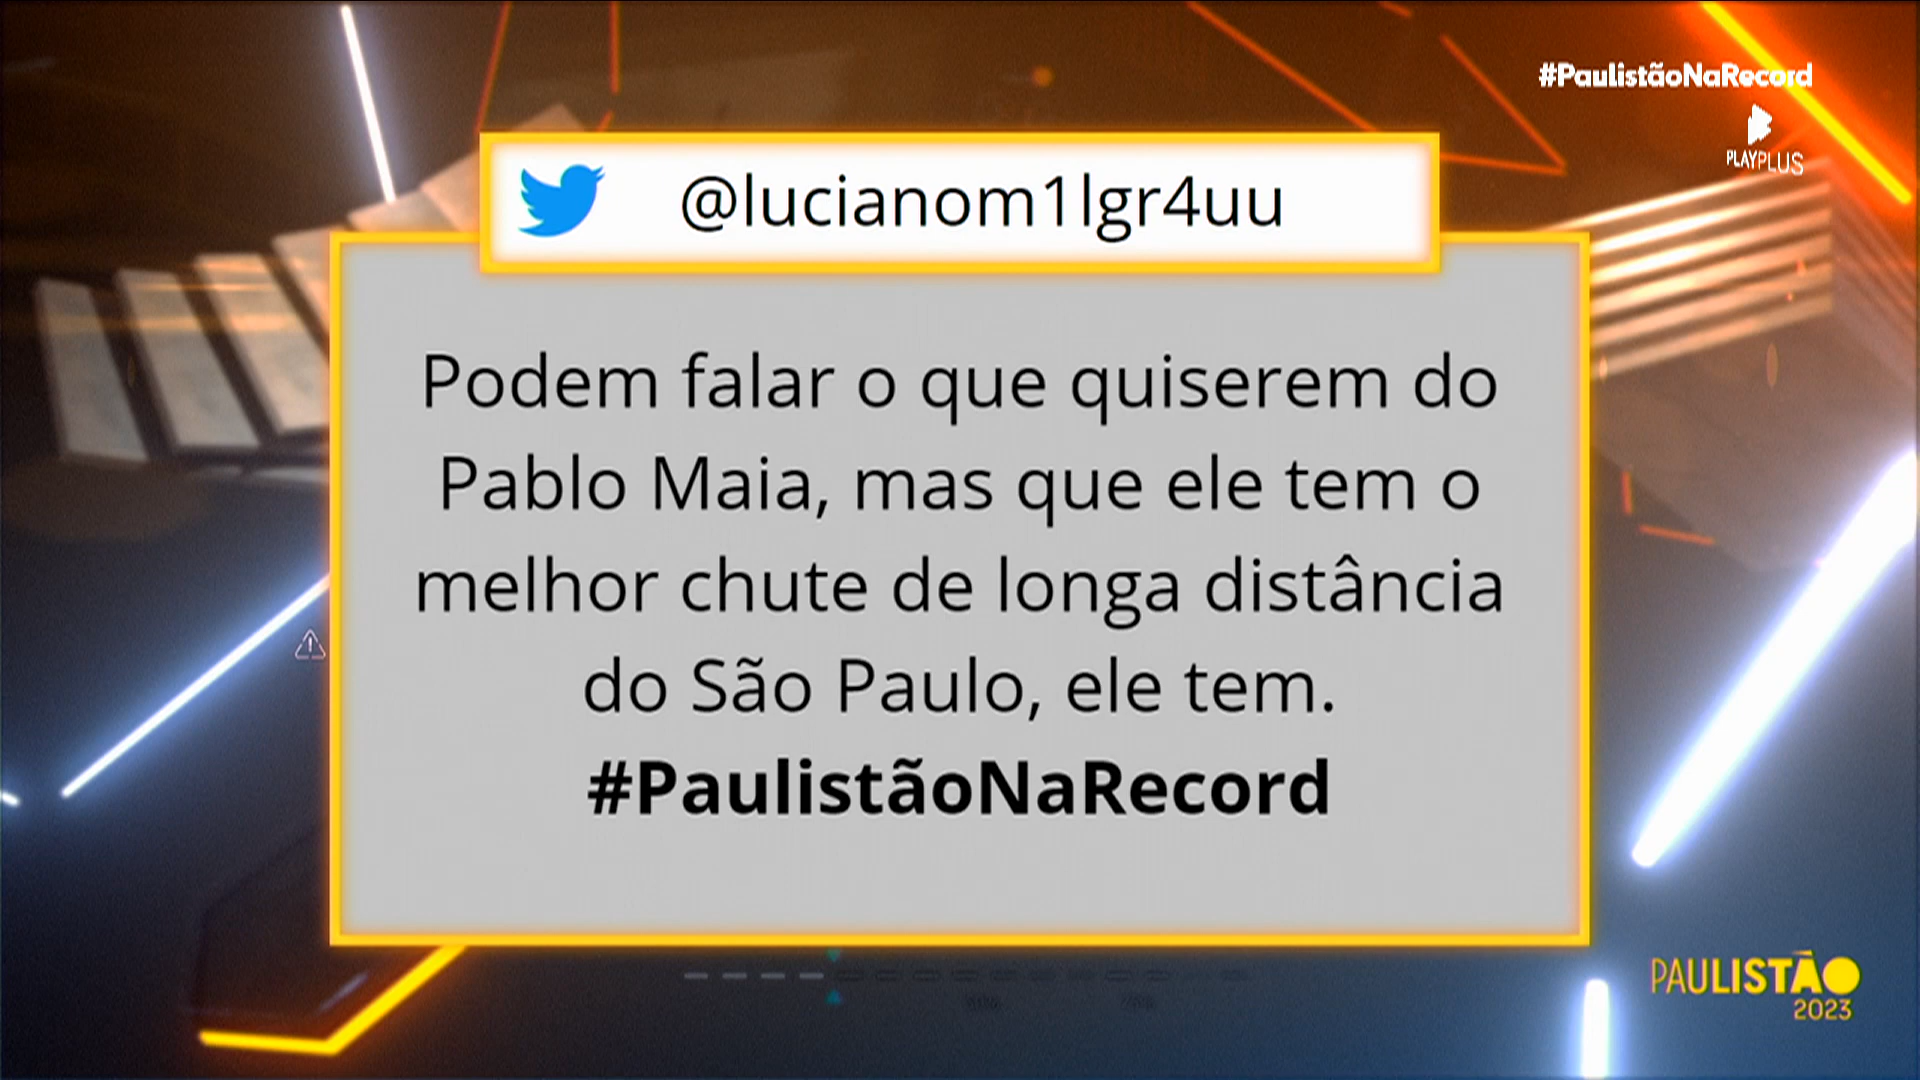 #PaulistãoNaRecord
PLAYPLUS
@lucianom1lgr4uu
Podem falar o que quiserem do
Pablo Maia, mas que ele tem o
melhor chute de longa distância
do São Paulo, ele tem.
#PaulistãoNaRecord
PAULISTÃO
2023